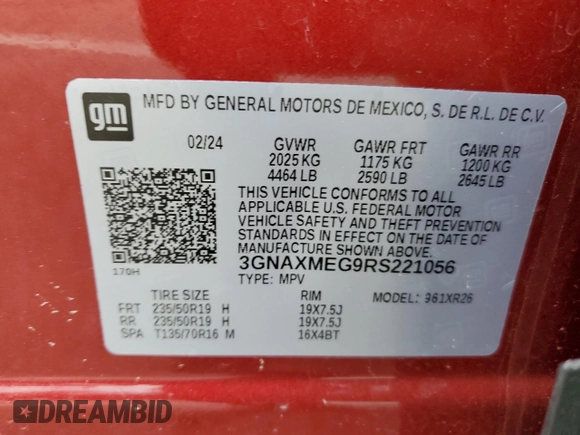 gm
MFD BY GENERAL MOTORS DE MEXICO, S. DE R.L. DE C.V.
02/24 GVWR GAWR FRT GAWR RR
2025 KG 1175 KG 1200 KG
4464 LB 2590 LB 2645 LB
THIS VEHICLE CONFORMS TO ALL
APPLICABLE U.S. FEDERAL MOTOR
VEHICLE SAFETY AND THEFT PREVENTION
STANDARDS IN EFFECT ON THE DATE OF
MANUFACTURE SHOWN ABOVE.
170H 3GNAXMEG9RS221056
TYPE: MPV
TIRE SIZE RIM MODEL: 961XR26
FRT 235/50R19 H 19X7.5J
RR 235/50R19 H 19X7.5J
SPA T135/70R16 M 16X4BT
DREAMBID